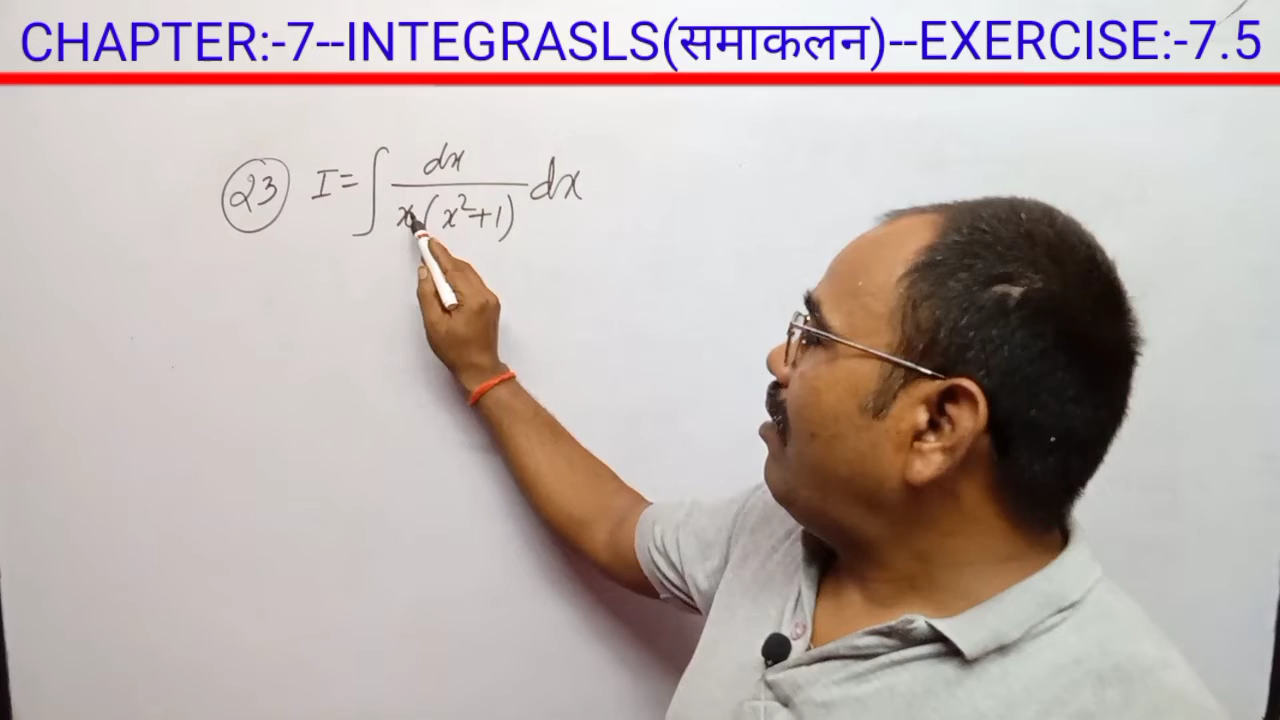 CHAPTER:-7--INTEGRASLS(समाकलन)--EXERCISE:-7.5
23 I=∫ dx/x(x²+1) dx